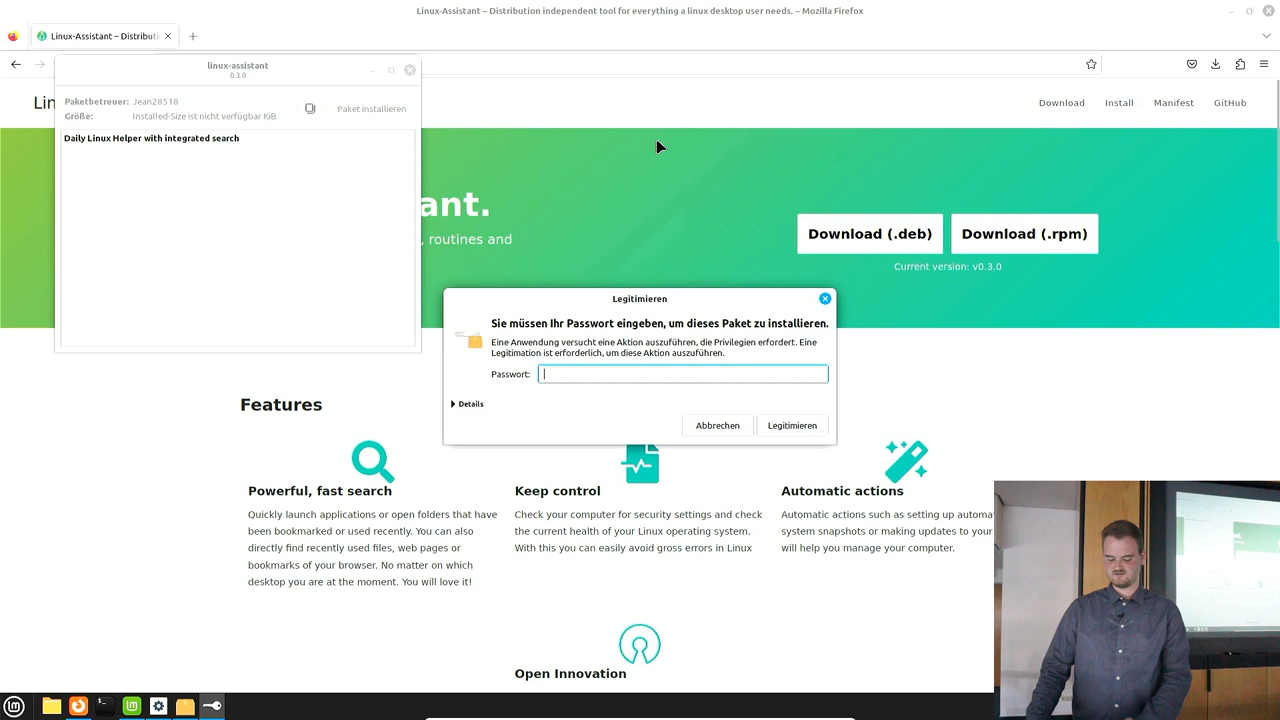 Linux-Assistant – Distribution independent tool for everything a linux desktop user needs. – Mozilla Firefox
Linux-Assistant – Distributi
linux-assistant
0.3.0
Paketbetreuer: Jean28518
Größe: Installed-Size ist nicht verfügbar KiB
Paket installieren
Daily Linux Helper with integrated search
Lin
Download Install Manifest GitHub
ant.
, routines and
Download (.deb) Download (.rpm)
Current version: v0.3.0
Legitimieren
Sie müssen Ihr Passwort eingeben, um dieses Paket zu installieren.
Eine Anwendung versucht eine Aktion auszuführen, die Privilegien erfordert. Eine
Legitimation ist erforderlich, um diese Aktion auszuführen.
Passwort:
Details
Abbrechen Legitimieren
Features
Powerful, fast search
Quickly launch applications or open folders that have
been bookmarked or used recently. You can also
directly find recently used files, web pages or
bookmarks of your browser. No matter on which
desktop you are at the moment. You will love it!
Keep control
Check your computer for security settings and check
the current health of your Linux operating system.
With this you can easily avoid gross errors in Linux
Automatic actions
Automatic actions such as setting up automa
system snapshots or making updates to your
will help you manage your computer.
Open Innovation